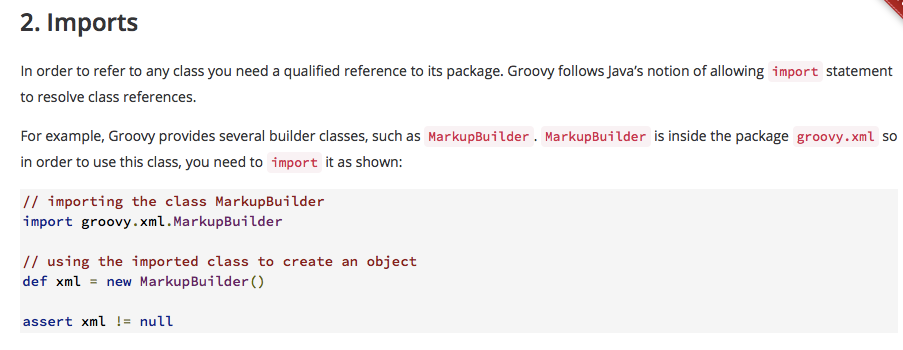 2. Imports
In order to refer to any class you need a qualified reference to its package. Groovy follows Java's notion of allowing import statement
to resolve class references.
For example, Groovy provides several builder classes, such as MarkupBuilder. MarkupBuilder is inside the package groovy.xml so
in order to use this class, you need to import it as shown:
// importing the class MarkupBuilder
import groovy.xml.MarkupBuilder
// using the imported class to create an object
def xml = new MarkupBuilder()
assert xml != null